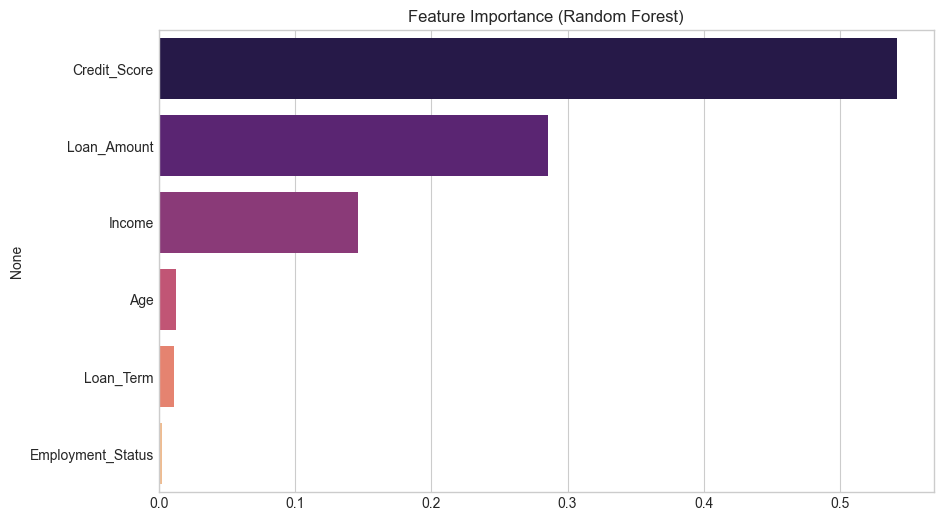 Feature Importance (Random Forest)
None
Credit_Score
Loan_Amount
Income
Age
Loan_Term
Employment_Status
0.0 0.1 0.2 0.3 0.4 0.5